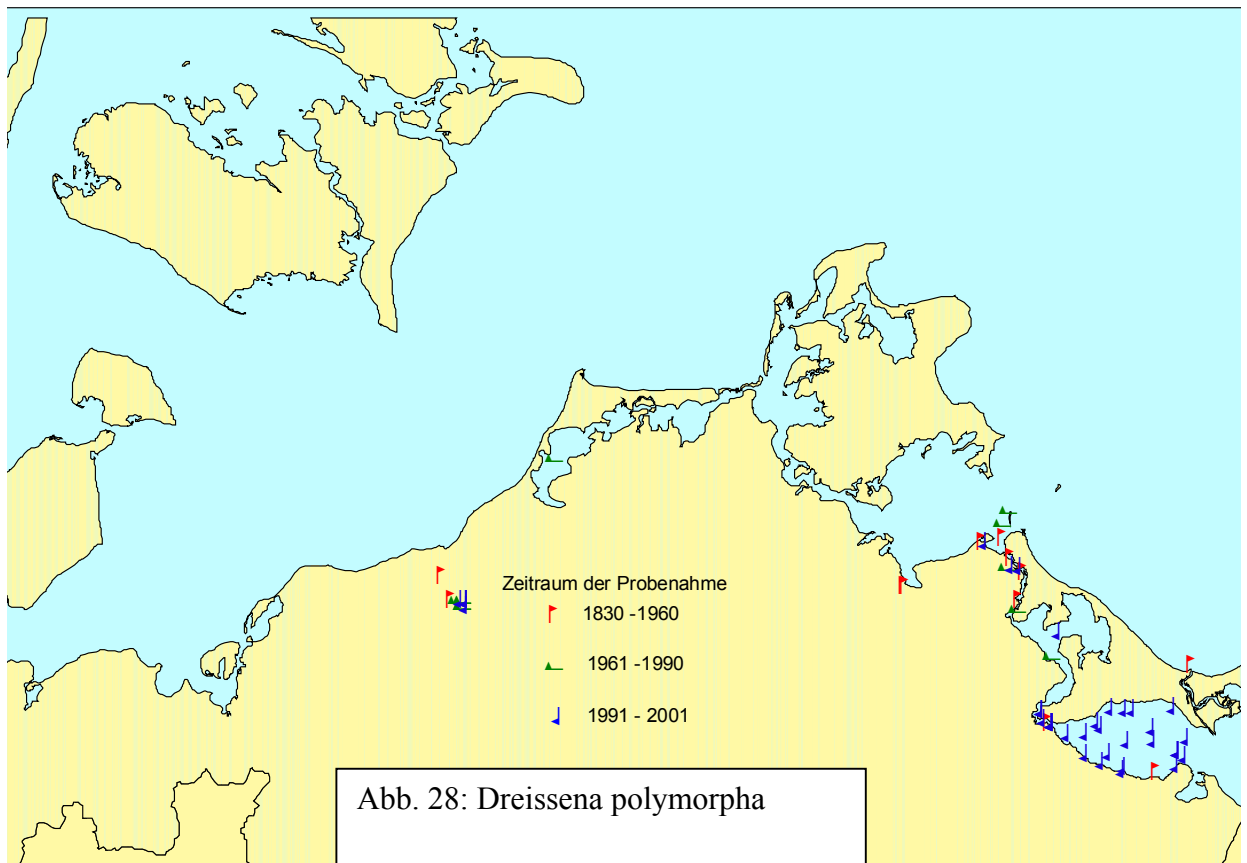 Zeitraum der Probenahme
1830 -1960
1961 -1990
1991 - 2001
Abb. 28: Dreissena polymorpha